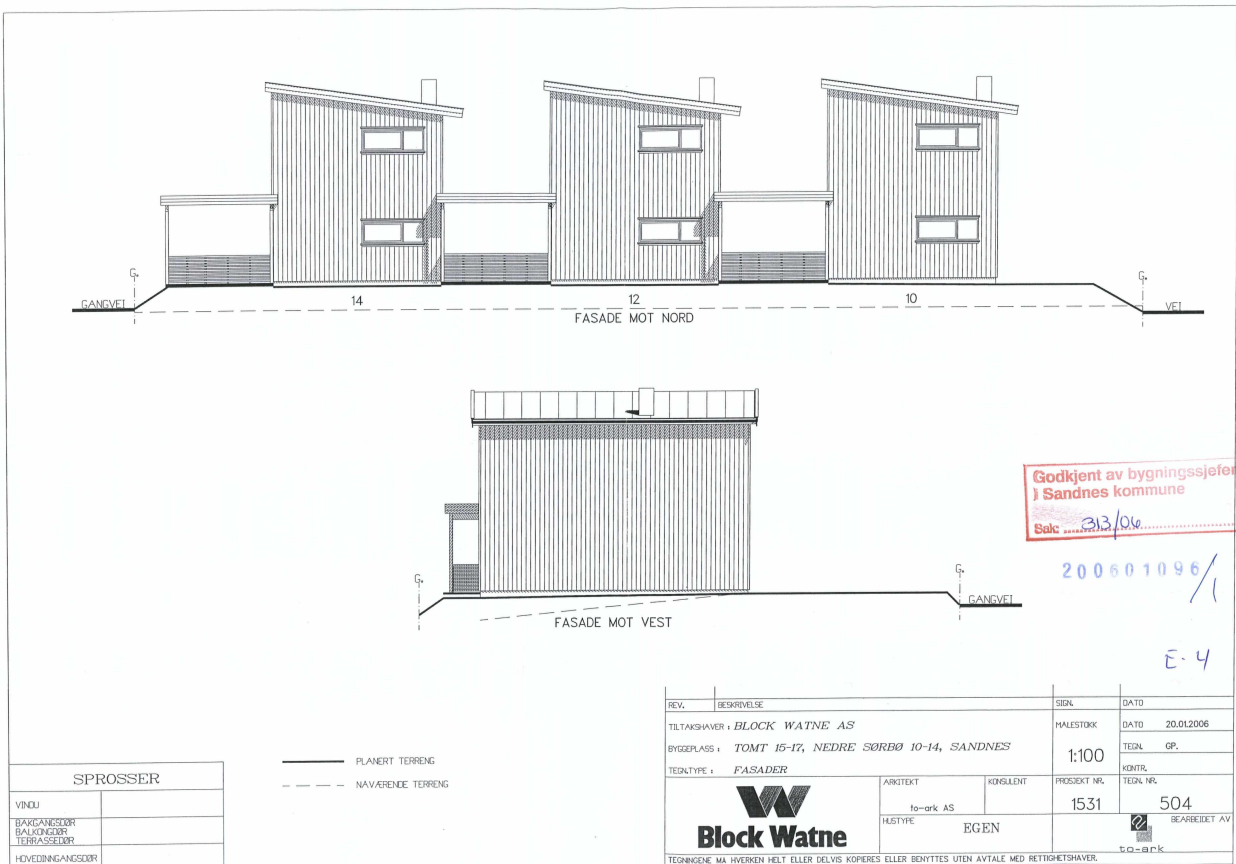 G.
G.
GANGVEI
14
12
10
VEI
FASADE MOT NORD
G.
G.
GANGVEI
FASADE MOT VEST
Godkjent av bygningssjefen
i Sandnes kommune
Sak: 313/06
200601096/1
E-4
PLANERT TERRENG
NÅVÆRENDE TERRENG
SPROSSER
VINDU
BAKGANGSDØR
BALKONGDØR
TERRASSEDØR
HOVEDINNGANGSDØR
REV. BESKRIVELSE SIGN. DATO
TILTAKSHAVER : BLOCK WATNE AS
MÅLESTOKK
1:100
DATO 20.01.2006
BYGGEPLASS : TOMT 15-17, NEDRE SØRBØ 10-14, SANDNES
TEGN. GP.
TEGN.TYPE : FASADER
KONTR.
Block Watne
ARKITEKT
to-ark AS
KONSULENT
PROSJEKT NR.
1531
TEGN. NR.
504
HUSTYPE
EGEN
BEARBEIDET AV
to-ark
TEGNINGENE MÅ HVERKEN HELT ELLER DELVIS KOPIERES ELLER BENYTTES UTEN AVTALE MED RETTIGHETSHAVER.